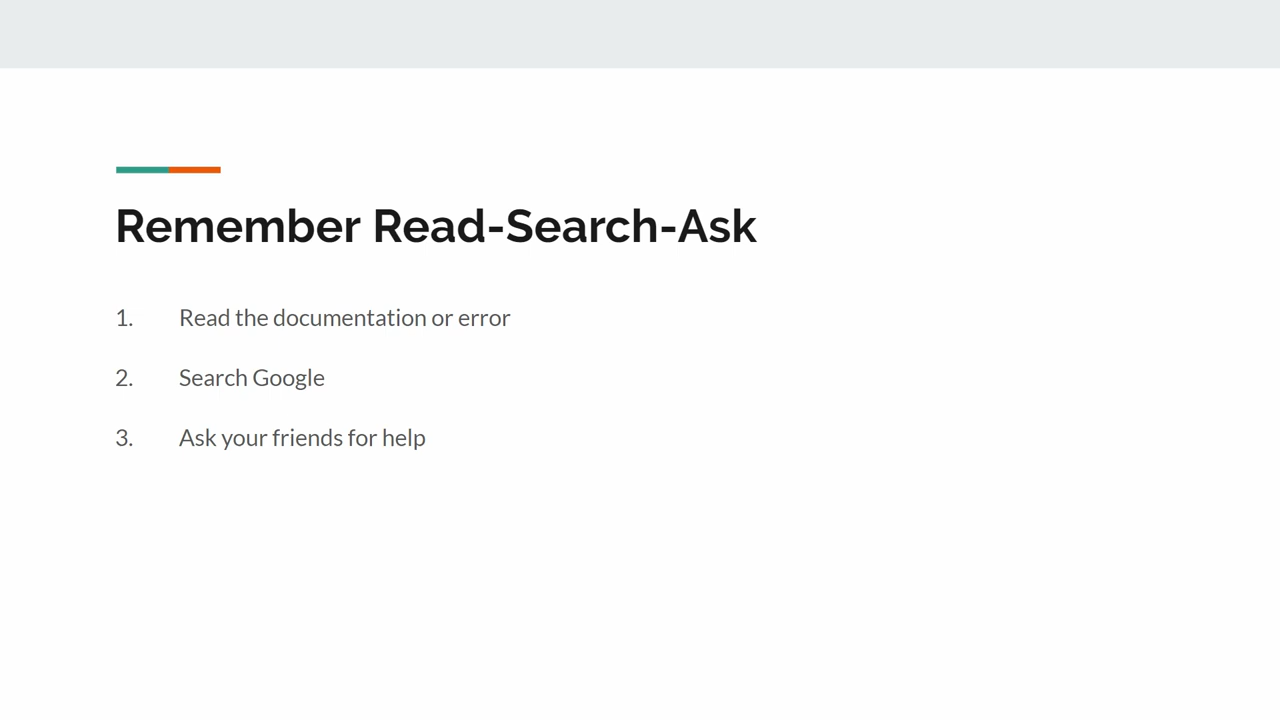 Remember Read-Search-Ask
1. Read the documentation or error
2. Search Google
3. Ask your friends for help